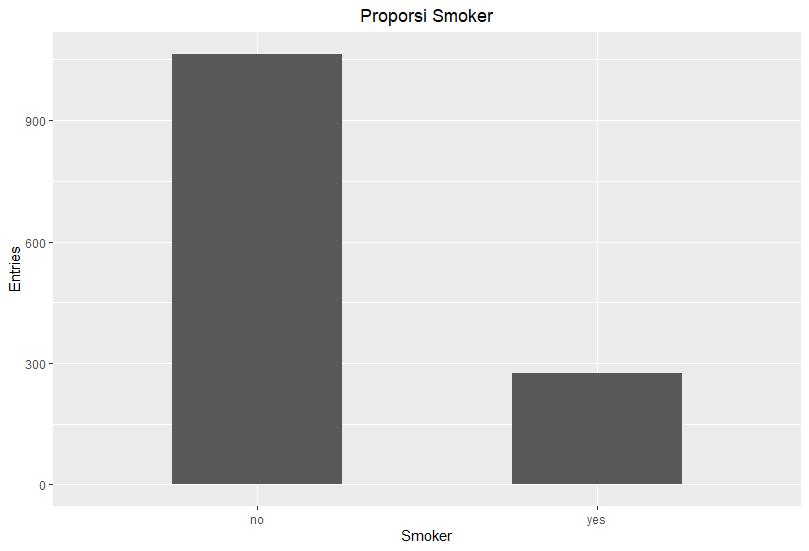 Proporsi Smoker
Entries
900
600
300
0
no yes
Smoker